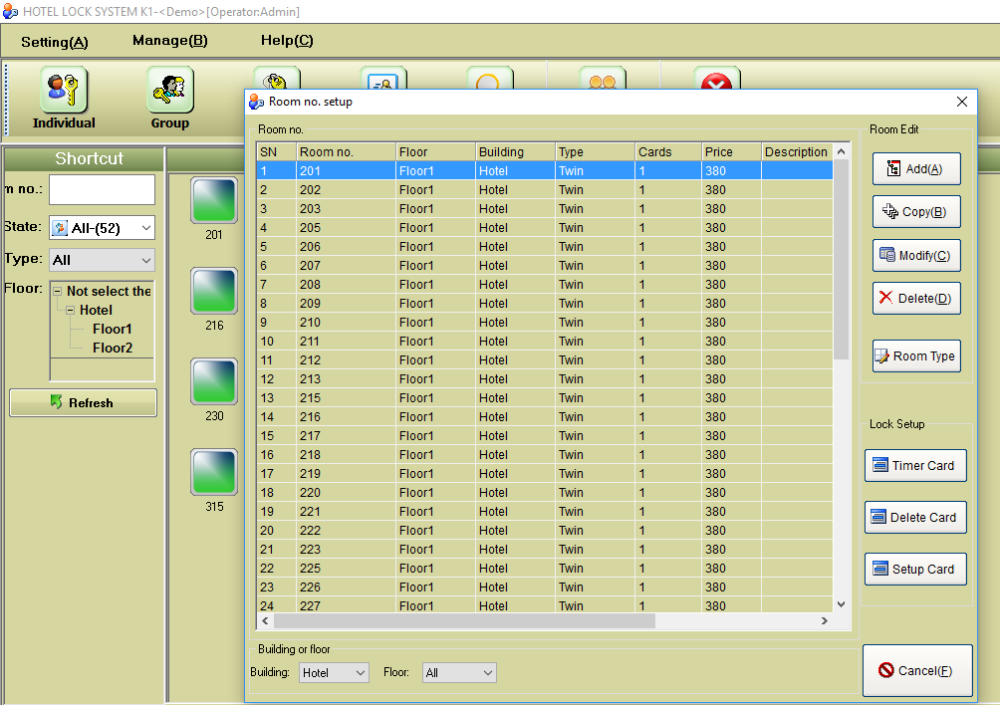 HOTEL LOCK SYSTEM K1-<Demo>[Operator:Admin]
Setting(A) Manage(B) Help(C)
Individual Group
Shortcut
m no.:
State: All-(52)
Type: All
Floor: Not select the
Hotel
Floor1
Floor2
Refresh
201
216
230
315
Room no. setup
Room no.
SN Room no. Floor Building Type Cards Price Description
1 201 Floor1 Hotel Twin 1 380
2 202 Floor1 Hotel Twin 1 380
3 203 Floor1 Hotel Twin 1 380
4 205 Floor1 Hotel Twin 1 380
5 206 Floor1 Hotel Twin 1 380
6 207 Floor1 Hotel Twin 1 380
7 208 Floor1 Hotel Twin 1 380
8 209 Floor1 Hotel Twin 1 380
9 210 Floor1 Hotel Twin 1 380
10 211 Floor1 Hotel Twin 1 380
11 212 Floor1 Hotel Twin 1 380
12 213 Floor1 Hotel Twin 1 380
13 215 Floor1 Hotel Twin 1 380
14 216 Floor1 Hotel Twin 1 380
15 217 Floor1 Hotel Twin 1 380
16 218 Floor1 Hotel Twin 1 380
17 219 Floor1 Hotel Twin 1 380
18 220 Floor1 Hotel Twin 1 380
19 221 Floor1 Hotel Twin 1 380
20 222 Floor1 Hotel Twin 1 380
21 223 Floor1 Hotel Twin 1 380
22 225 Floor1 Hotel Twin 1 380
23 226 Floor1 Hotel Twin 1 380
24 227 Floor1 Hotel Twin 1 380
Building or floor
Building: Hotel Floor: All
Room Edit
Add(A)
Copy(B)
Modify(C)
Delete(D)
Room Type
Lock Setup
Timer Card
Delete Card
Setup Card
Cancel(F)